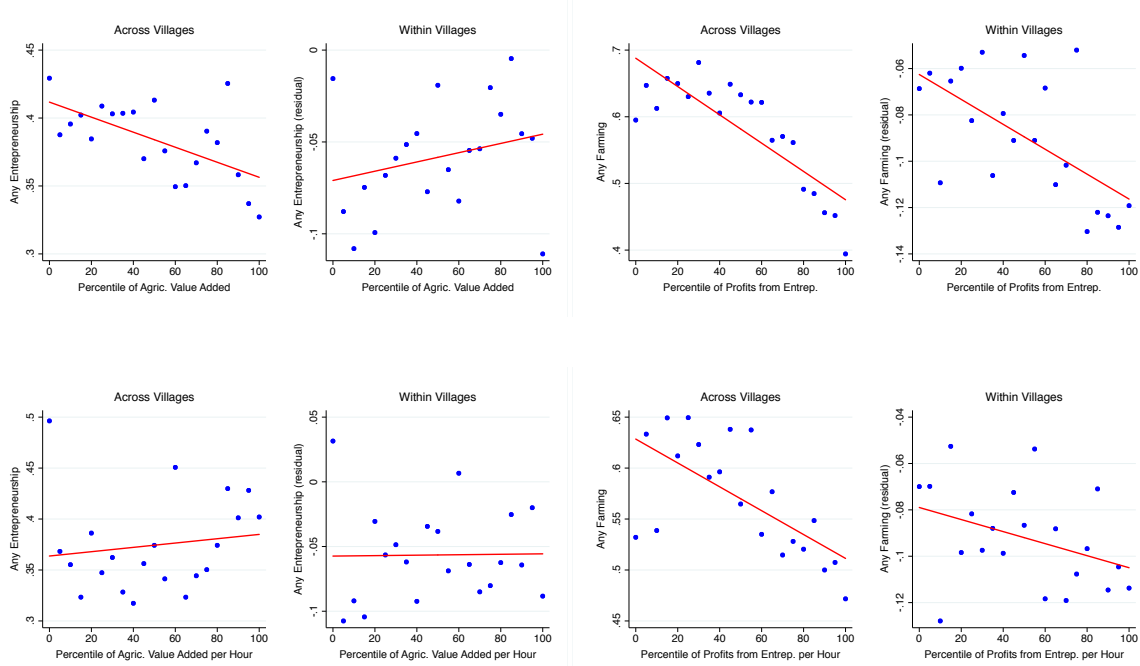 Across Villages
Any Entrepreneurship
.45
.4
.35
.3
0 20 40 60 80 100
Percentile of Agric. Value Added
Within Villages
Any Entrepreneurship (residual)
0
-.05
-.1
0 20 40 60 80 100
Percentile of Agric. Value Added
Across Villages
Any Farming
.7
.6
.5
.4
0 20 40 60 80 100
Percentile of Profits from Entrep.
Within Villages
Any Farming (residual)
-.06
-.08
-.1
-.12
-.14
0 20 40 60 80 100
Percentile of Profits from Entrep.
Across Villages
Any Entrepreneurship
.5
.45
.4
.35
.3
0 20 40 60 80 100
Percentile of Agric. Value Added per Hour
Within Villages
Any Entrepreneurship (residual)
.05
0
-.05
-.1
0 20 40 60 80 100
Percentile of Agric. Value Added per Hour
Across Villages
Any Farming
.65
.6
.55
.5
.45
0 20 40 60 80 100
Percentile of Profits from Entrep. per Hour
Within Villages
Any Farming (residual)
-.04
-.06
-.08
-.1
-.12
0 20 40 60 80 100
Percentile of Profits from Entrep. per Hour